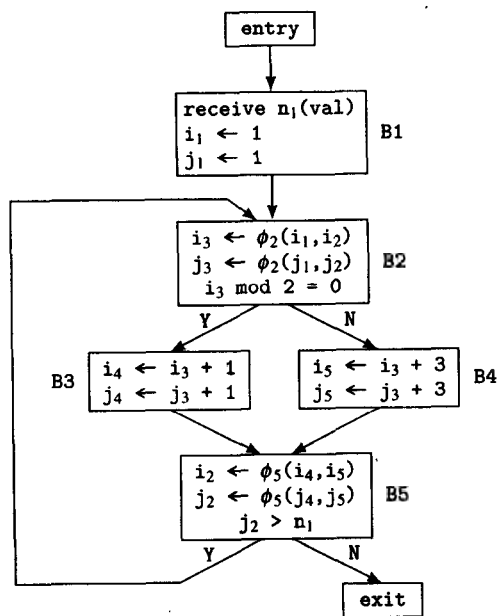 entry
receive n₁(val)
i₁ ← 1
j₁ ← 1
B1
i₃ ← ϕ₂(i₁,i₂)
j₃ ← ϕ₂(j₁,j₂)
i₃ mod 2 = 0
B2
Y
N
B3
i₄ ← i₃ + 1
j₄ ← j₃ + 1
i₅ ← i₃ + 3
j₅ ← j₃ + 3
B4
i₂ ← ϕ₅(i₄,i₅)
j₂ ← ϕ₅(j₄,j₅)
j₂ > n₁
B5
Y
N
exit